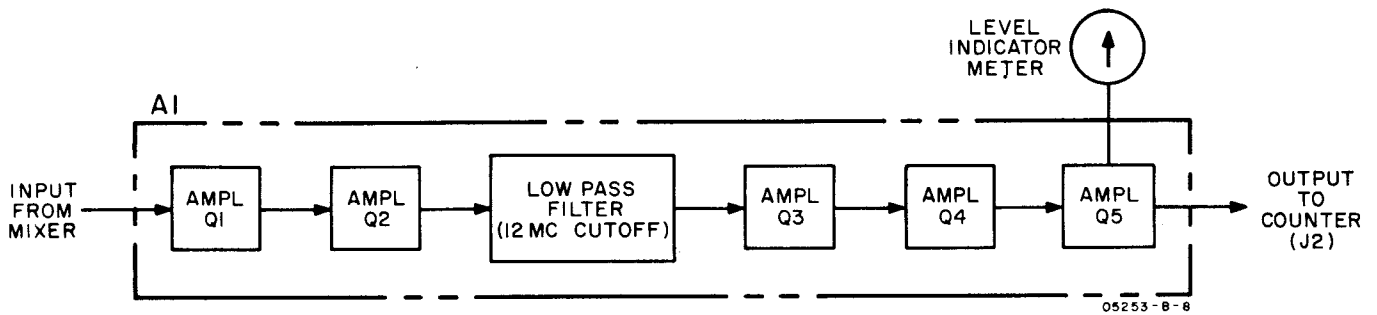 LEVEL
INDICATOR
METER
A1
INPUT
FROM
MIXER
AMPL
Q1
AMPL
Q2
LOW PASS
FILTER
(12 MC CUTOFF)
AMPL
Q3
AMPL
Q4
AMPL
Q5
OUTPUT
TO
COUNTER
(J2)
05253-B-8